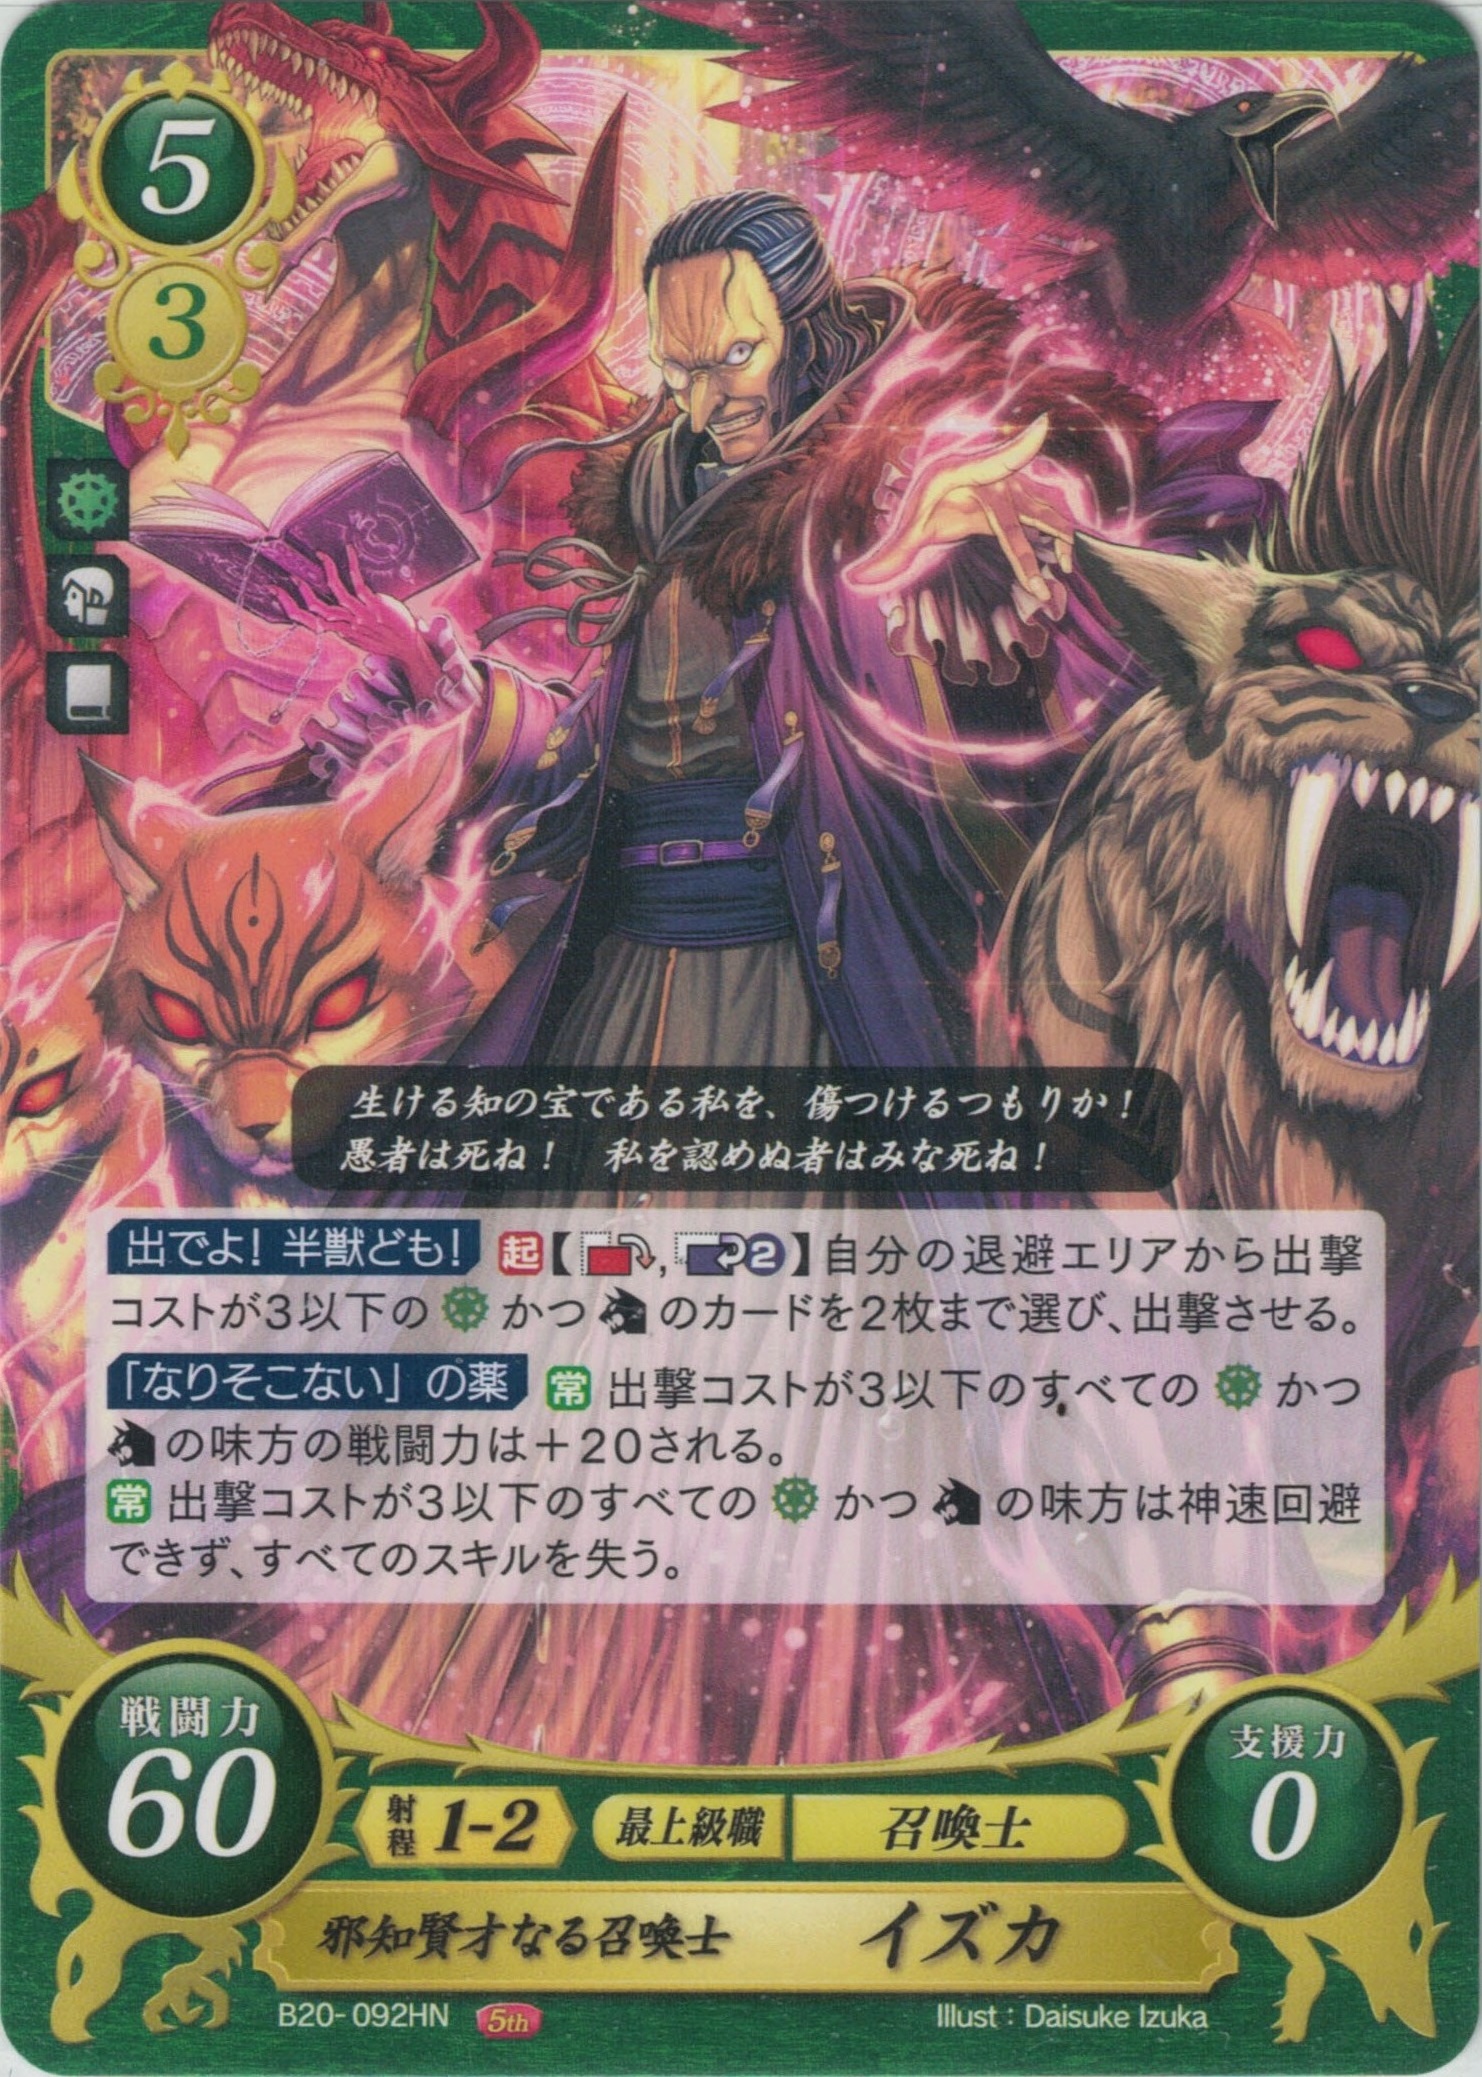 5
3
生ける知の宝である私を、傷つけるつもりか！
愚者は死ね！　私を認めぬ者はみな死ね！
出でよ！半獣ども！ 起【 , 2】自分の退避エリアから出撃
コストが3以下の かつ のカードを2枚まで選び、出撃させる。
「なりそこない」の薬 常 出撃コストが3以下のすべての かつ
の味方の戦闘力は＋20される。
常 出撃コストが3以下のすべての かつ の味方は神速回避
できず、すべてのスキルを失う。
戦闘力
60
射程 1-2 最上級職 召喚士
支援力
0
邪知賢才なる召喚士 イズカ
B20-092HN 5th Illust：Daisuke Izuka